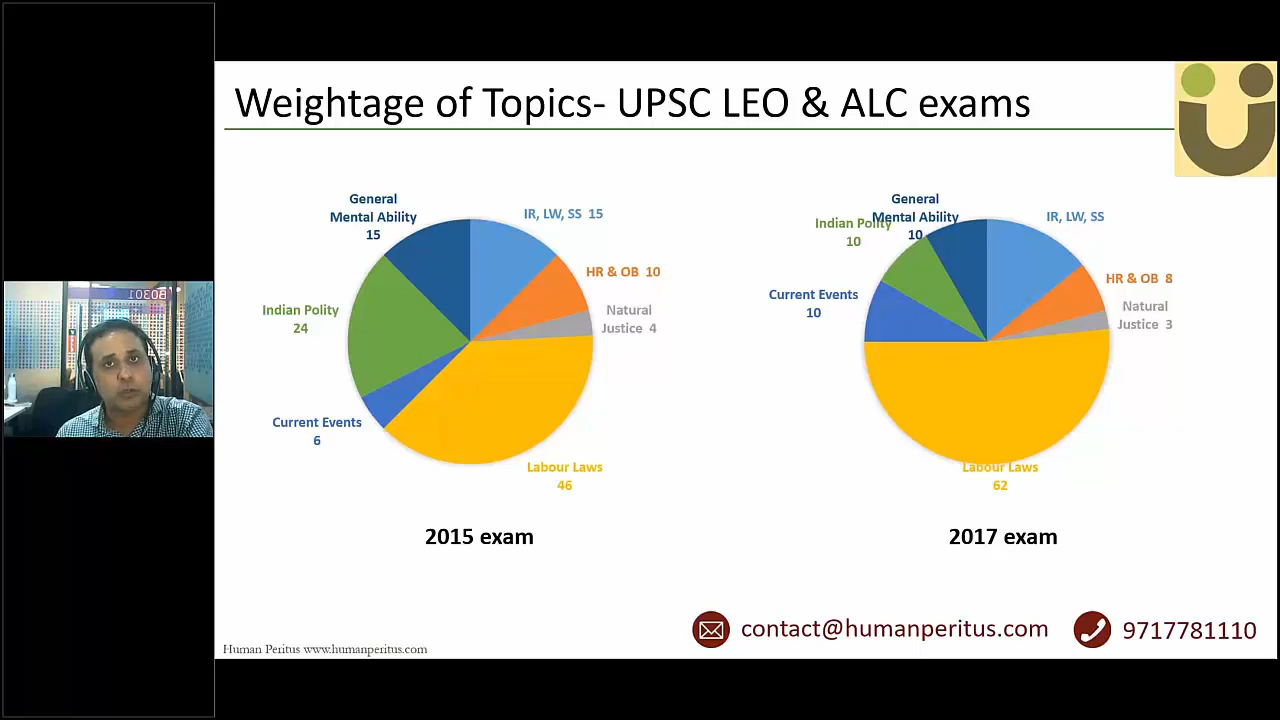 Weightage of Topics- UPSC LEO & ALC exams
General
Mental Ability
15
IR, LW, SS 15
HR & OB 10
Natural
Justice 4
Indian Polity
24
Current Events
6
Labour Laws
46
2015 exam
General
Mental Ability
10
IR, LW, SS
Indian Polity
10
HR & OB 8
Current Events
10
Natural
Justice 3
Labour Laws
62
2017 exam
contact@humanperitus.com
9717781110
Human Peritus www.humanperitus.com
B0301